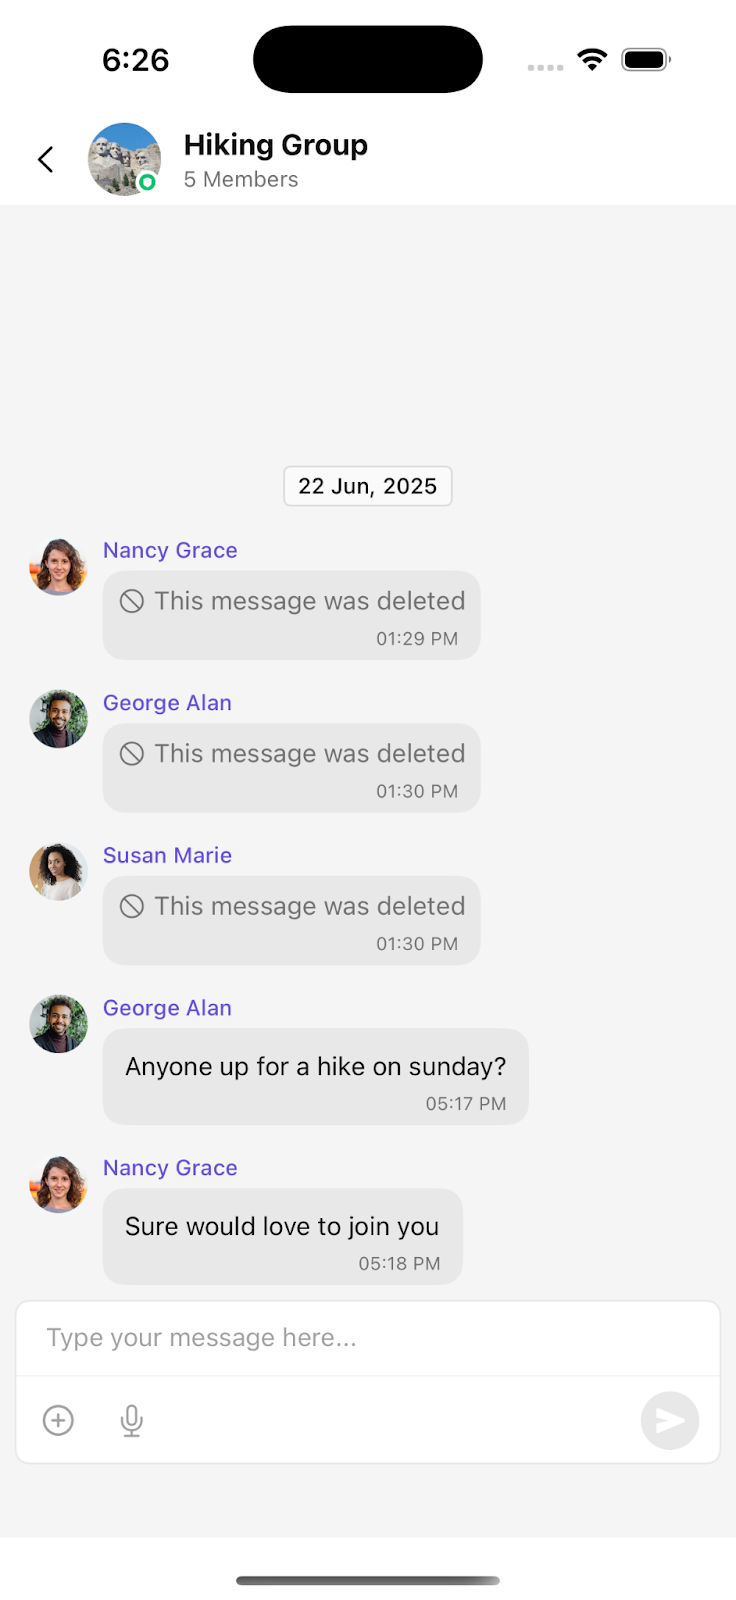 6:26
Hiking Group
5 Members
22 Jun, 2025
Nancy Grace
This message was deleted
01:29 PM
George Alan
This message was deleted
01:30 PM
Susan Marie
This message was deleted
01:30 PM
George Alan
Anyone up for a hike on sunday?
05:17 PM
Nancy Grace
Sure would love to join you
05:18 PM
Type your message here...